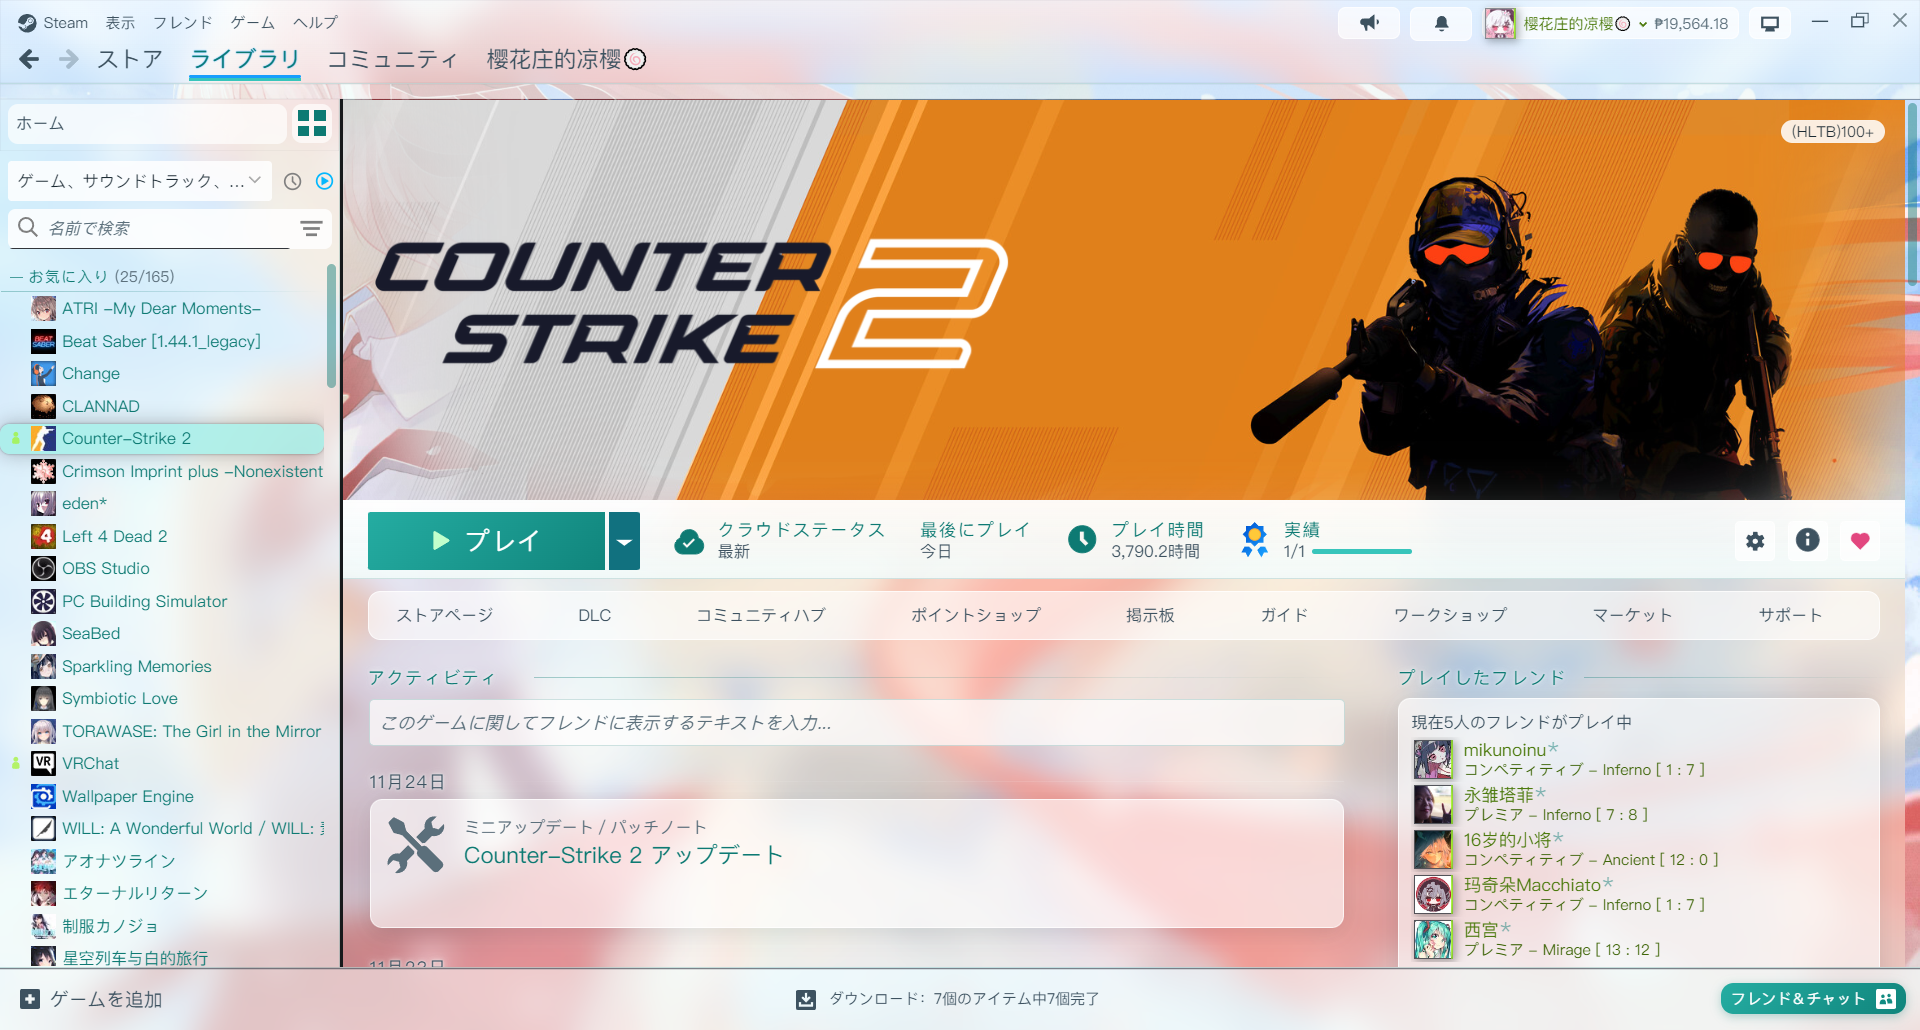 Steam 表示 フレンド ゲーム ヘルプ
樱花庄的凉樱🍥 ₱19,564.18
ストア ライブラリ コミュニティ 樱花庄的凉樱🍥
ホーム
(HLTB)100+
ゲーム、サウンドトラック、...
名前で検索
— お気に入り (25/165)
ATRI -My Dear Moments-
Beat Saber [1.44.1_legacy]
Change
CLANNAD
Counter-Strike 2
Crimson Imprint plus -Nonexistent
eden*
Left 4 Dead 2
OBS Studio
PC Building Simulator
SeaBed
Sparkling Memories
Symbiotic Love
TORAWASE: The Girl in the Mirror
VRChat
Wallpaper Engine
WILL: A Wonderful World / WILL:
アオナツライン
エターナルリターン
制服カノジョ
星空列车与白的旅行
COUNTER
STRIKE 2
プレイ
クラウドステータス
最新
最後にプレイ
今日
プレイ時間
3,790.2時間
実績
1/1
ストアページ DLC コミュニティハブ ポイントショップ 掲示板 ガイド ワークショップ マーケット サポート
アクティビティ
このゲームに関してフレンドに表示するテキストを入力...
11月24日
ミニアップデート / パッチノート
Counter-Strike 2 アップデート
11月23日
プレイしたフレンド
現在5人のフレンドがプレイ中
mikunoinu*
コンペティティブ - Inferno [ 1 : 7 ]
永雏塔菲*
プレミア - Inferno [ 7 : 8 ]
16岁的小将*
コンペティティブ - Ancient [ 12 : 0 ]
玛奇朵Macchiato*
コンペティティブ - Inferno [ 1 : 7 ]
西宫*
プレミア - Mirage [ 13 : 12 ]
ゲームを追加
ダウンロード: 7個のアイテム中7個完了
フレンド＆チャット